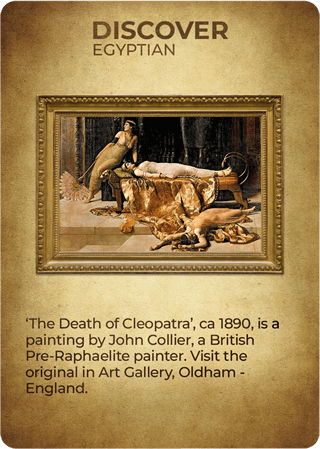 DISCOVER
EGYPTIAN
‘The Death of Cleopatra’, ca 1890, is a
painting by John Collier, a British
Pre-Raphaelite painter. Visit the
original in Art Gallery, Oldham -
England.